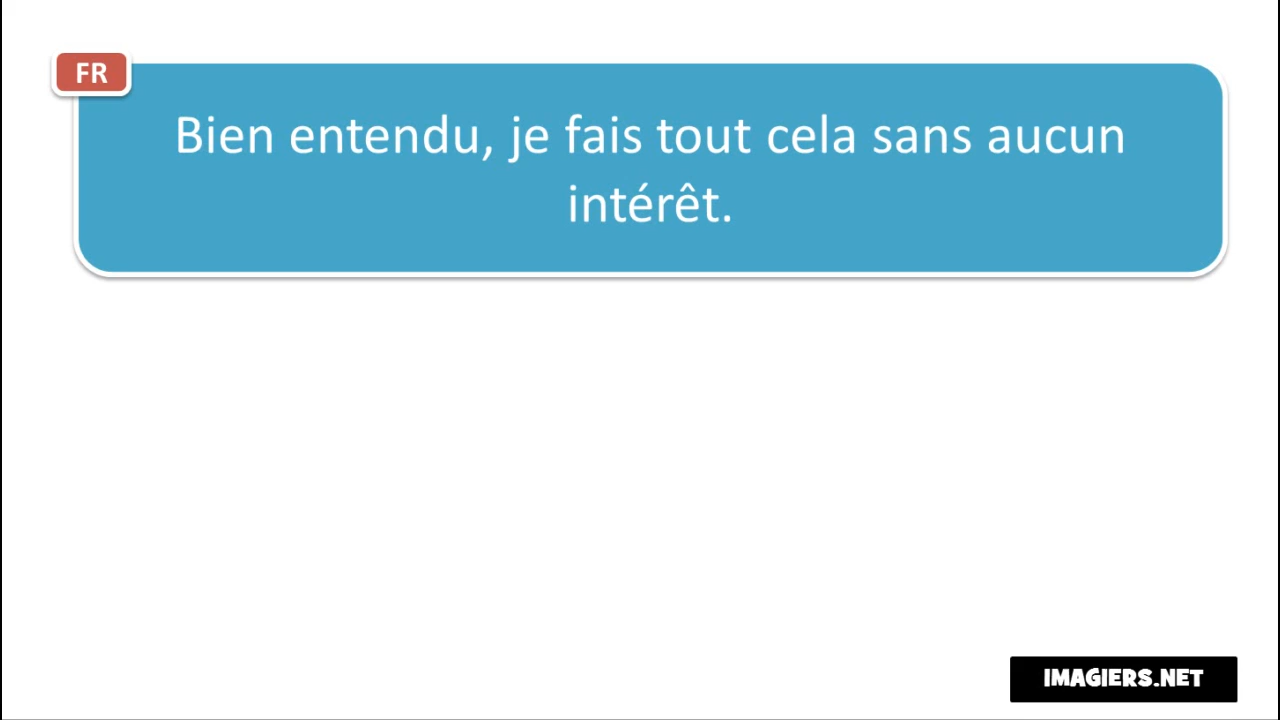 FR
Bien entendu, je fais tout cela sans aucun
intérêt.
IMAGIERS.NET